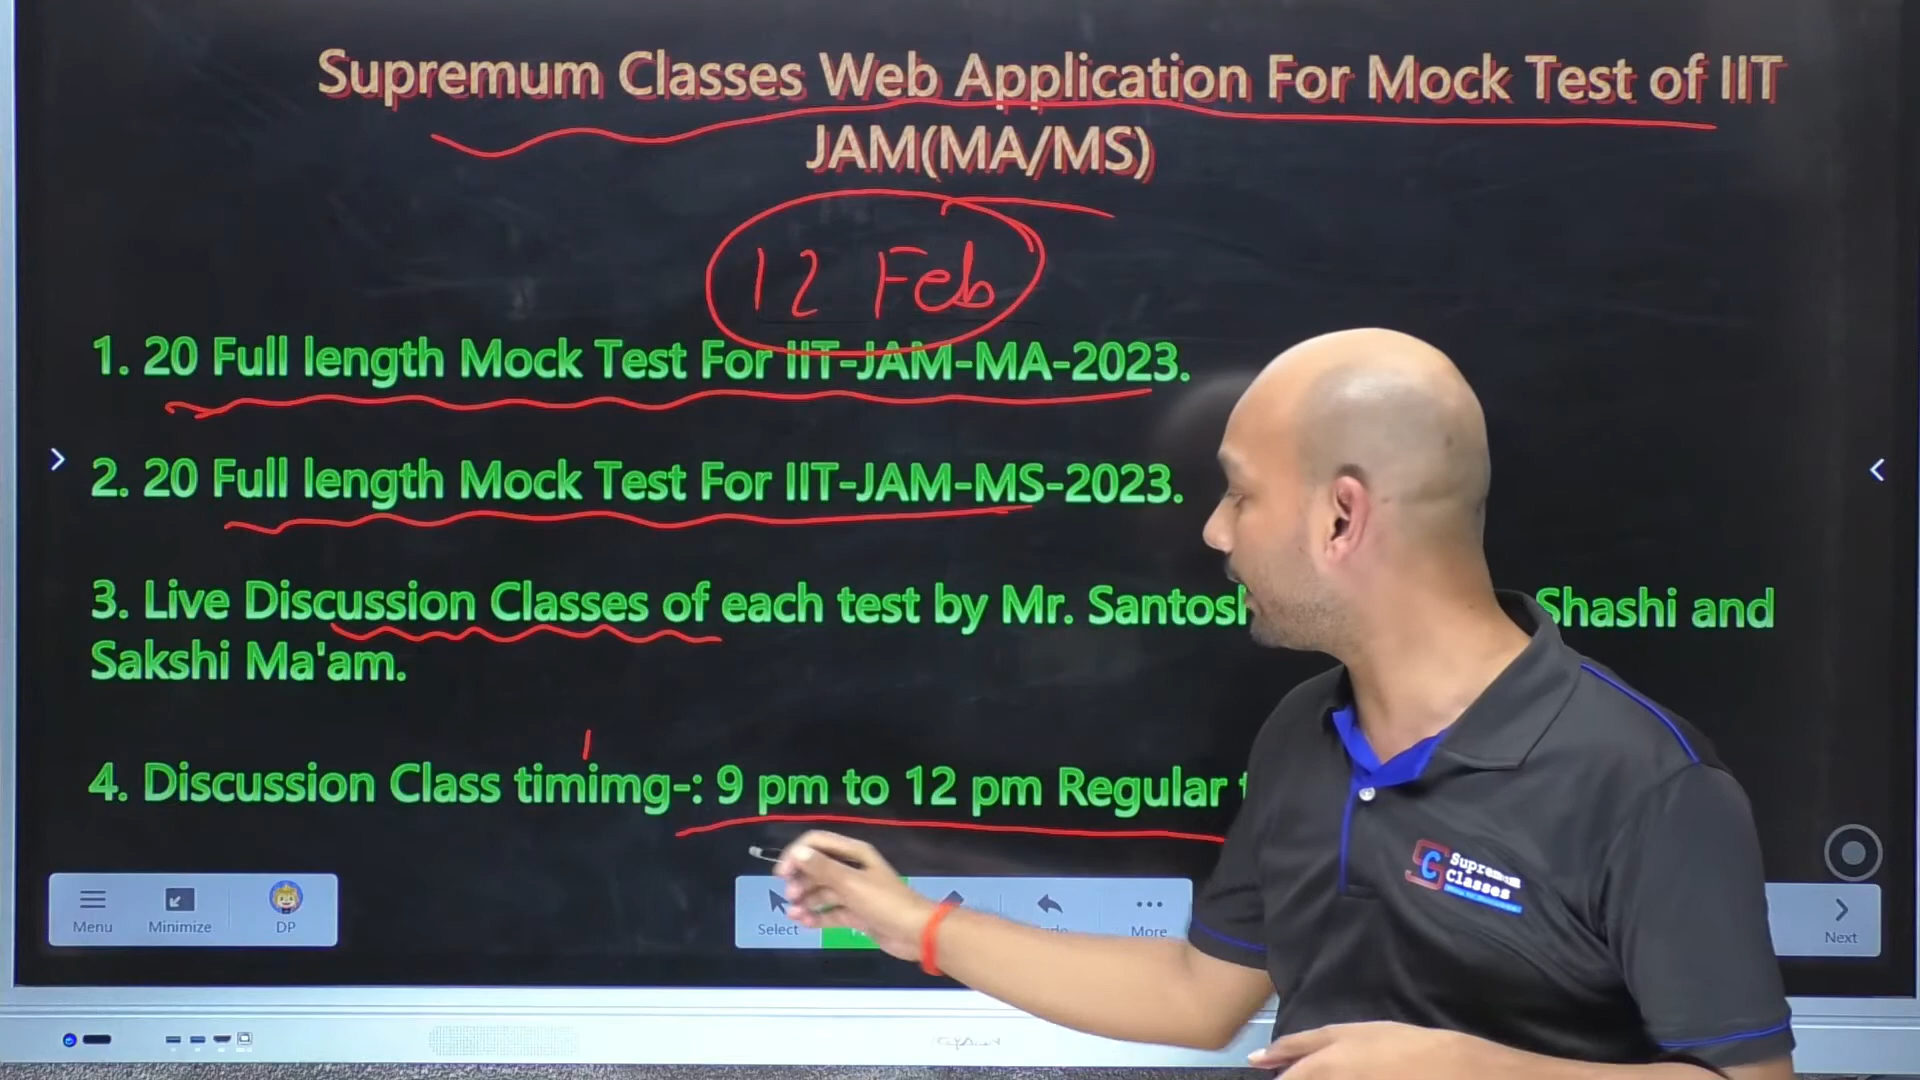 Supremum Classes Web Application For Mock Test of IIT
JAM(MA/MS)
12 Feb
1. 20 Full length Mock Test For IIT-JAM-MA-2023.
2. 20 Full length Mock Test For IIT-JAM-MS-2023.
3. Live Discussion Classes of each test by Mr. Shashi and
Sakshi Ma'am.
4. Discussion Class timimg-: 9 pm to 12 pm Regular
Supremum
Classes
Menu
Minimize
DP
Select
More
Next